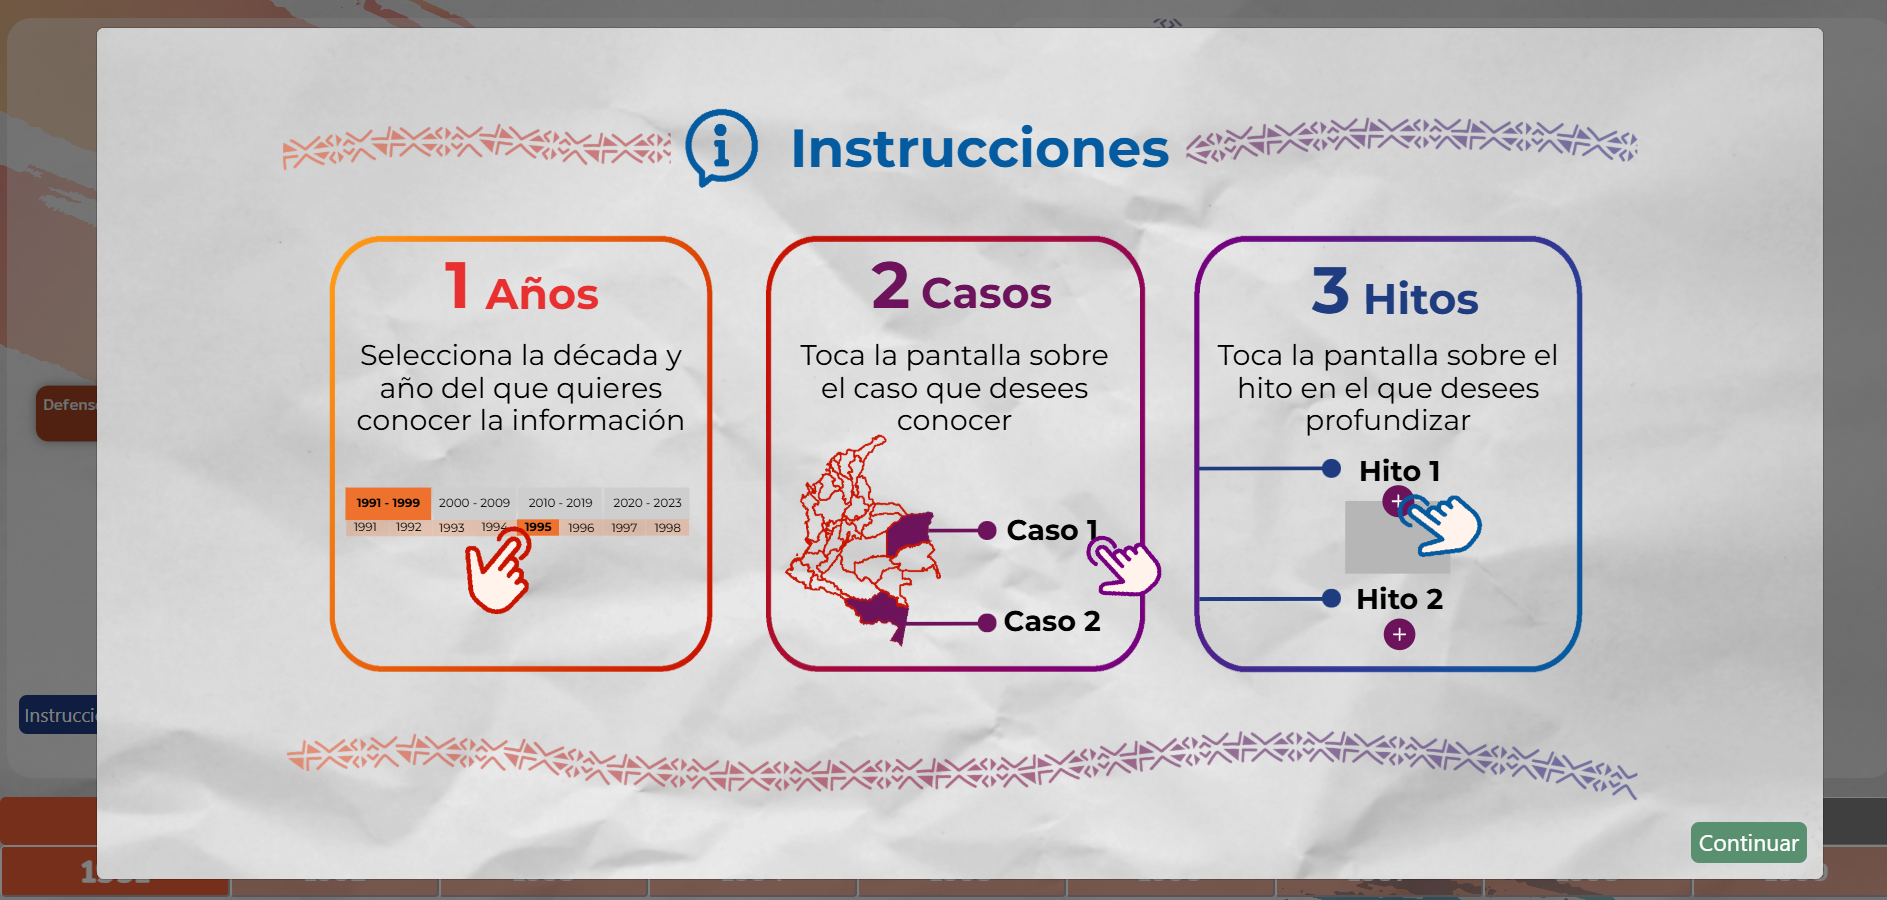 Instrucciones
1 Años
Selecciona la década y
año del que quieres
conocer la información
1991 - 1999 2000 - 2009 2010 - 2019 2020 - 2023
1991 1992 1993 1994 1995 1996 1997 1998
2 Casos
Toca la pantalla sobre
el caso que desees
conocer
Caso 1
Caso 2
3 Hitos
Toca la pantalla sobre el
hito en el que desees
profundizar
Hito 1
+
Hito 2
+
Continuar